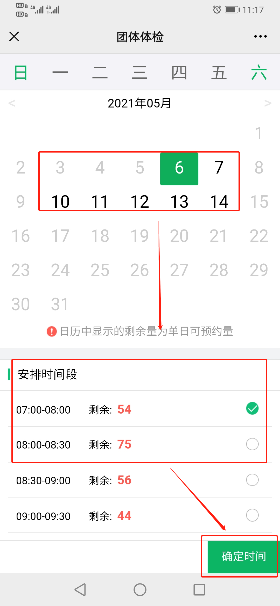 11:17
团体体检
日 一 二 三 四 五 六
2021年05月
1
2 3 4 5 6 7 8
9 10 11 12 13 14 15
16 17 18 19 20 21 22
23 24 25 26 27 28 29
30 31
日历中显示的剩余量为单日可预约量
安排时间段
07:00-08:00 剩余: 54
08:00-08:30 剩余: 75
08:30-09:00 剩余: 56
09:00-09:30 剩余: 44
确定时间